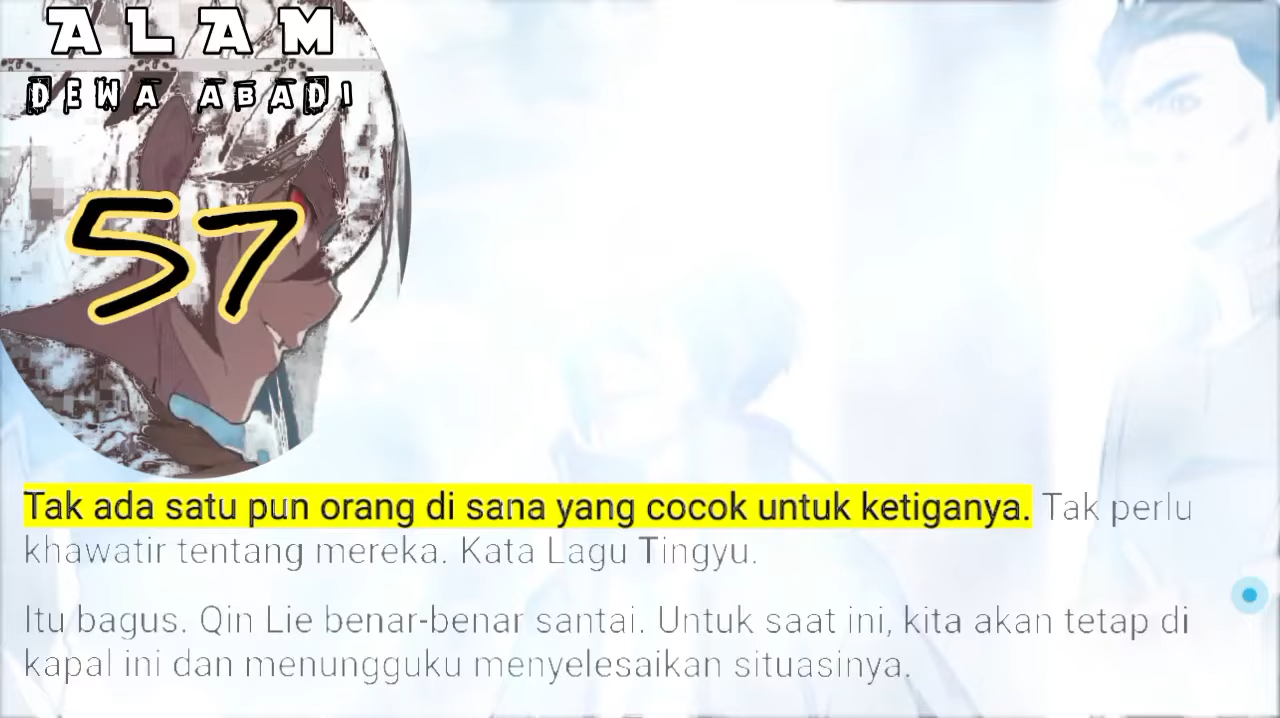 ALAM
DEWA ABADI
57
Tak ada satu pun orang di sana yang cocok untuk ketiganya. Tak perlu
khawatir tentang mereka. Kata Lagu Tingyu.
Itu bagus. Qin Lie benar-benar santai. Untuk saat ini, kita akan tetap di
kapal ini dan menungguku menyelesaikan situasinya.